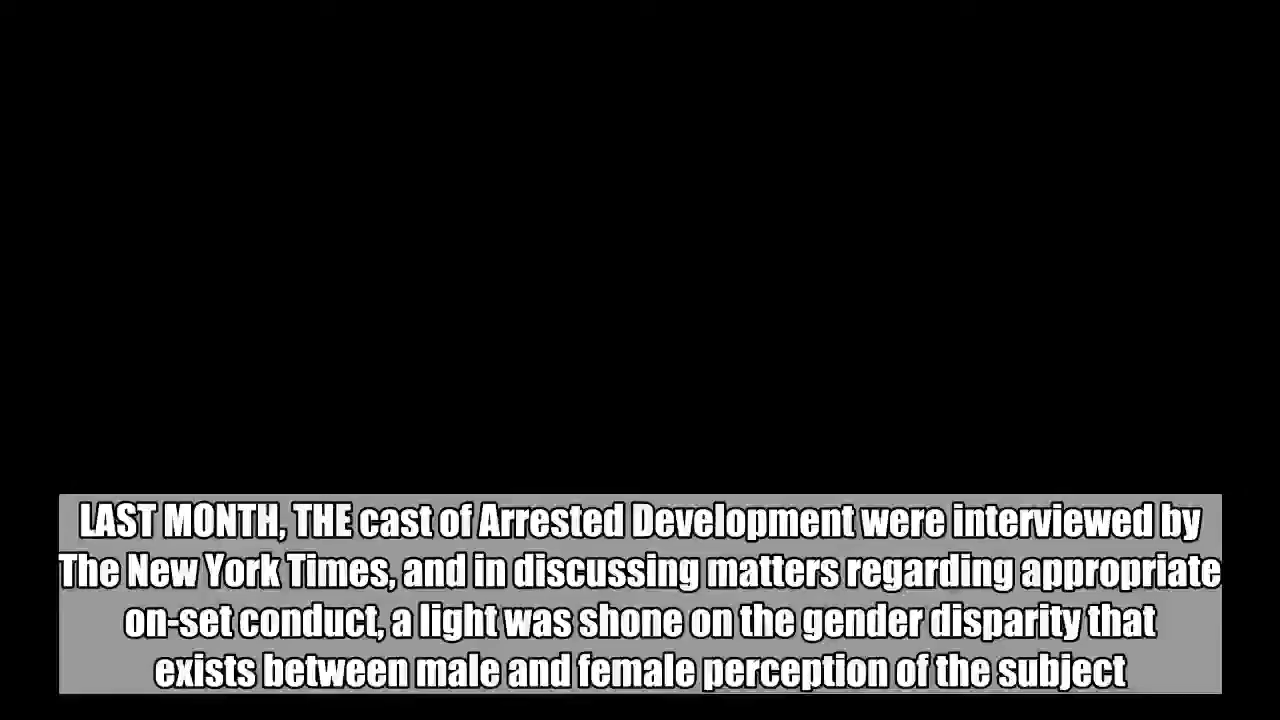 LAST MONTH, THE cast of Arrested Development were interviewed by
The New York Times, and in discussing matters regarding appropriate
on-set conduct, a light was shone on the gender disparity that
exists between male and female perception of the subject